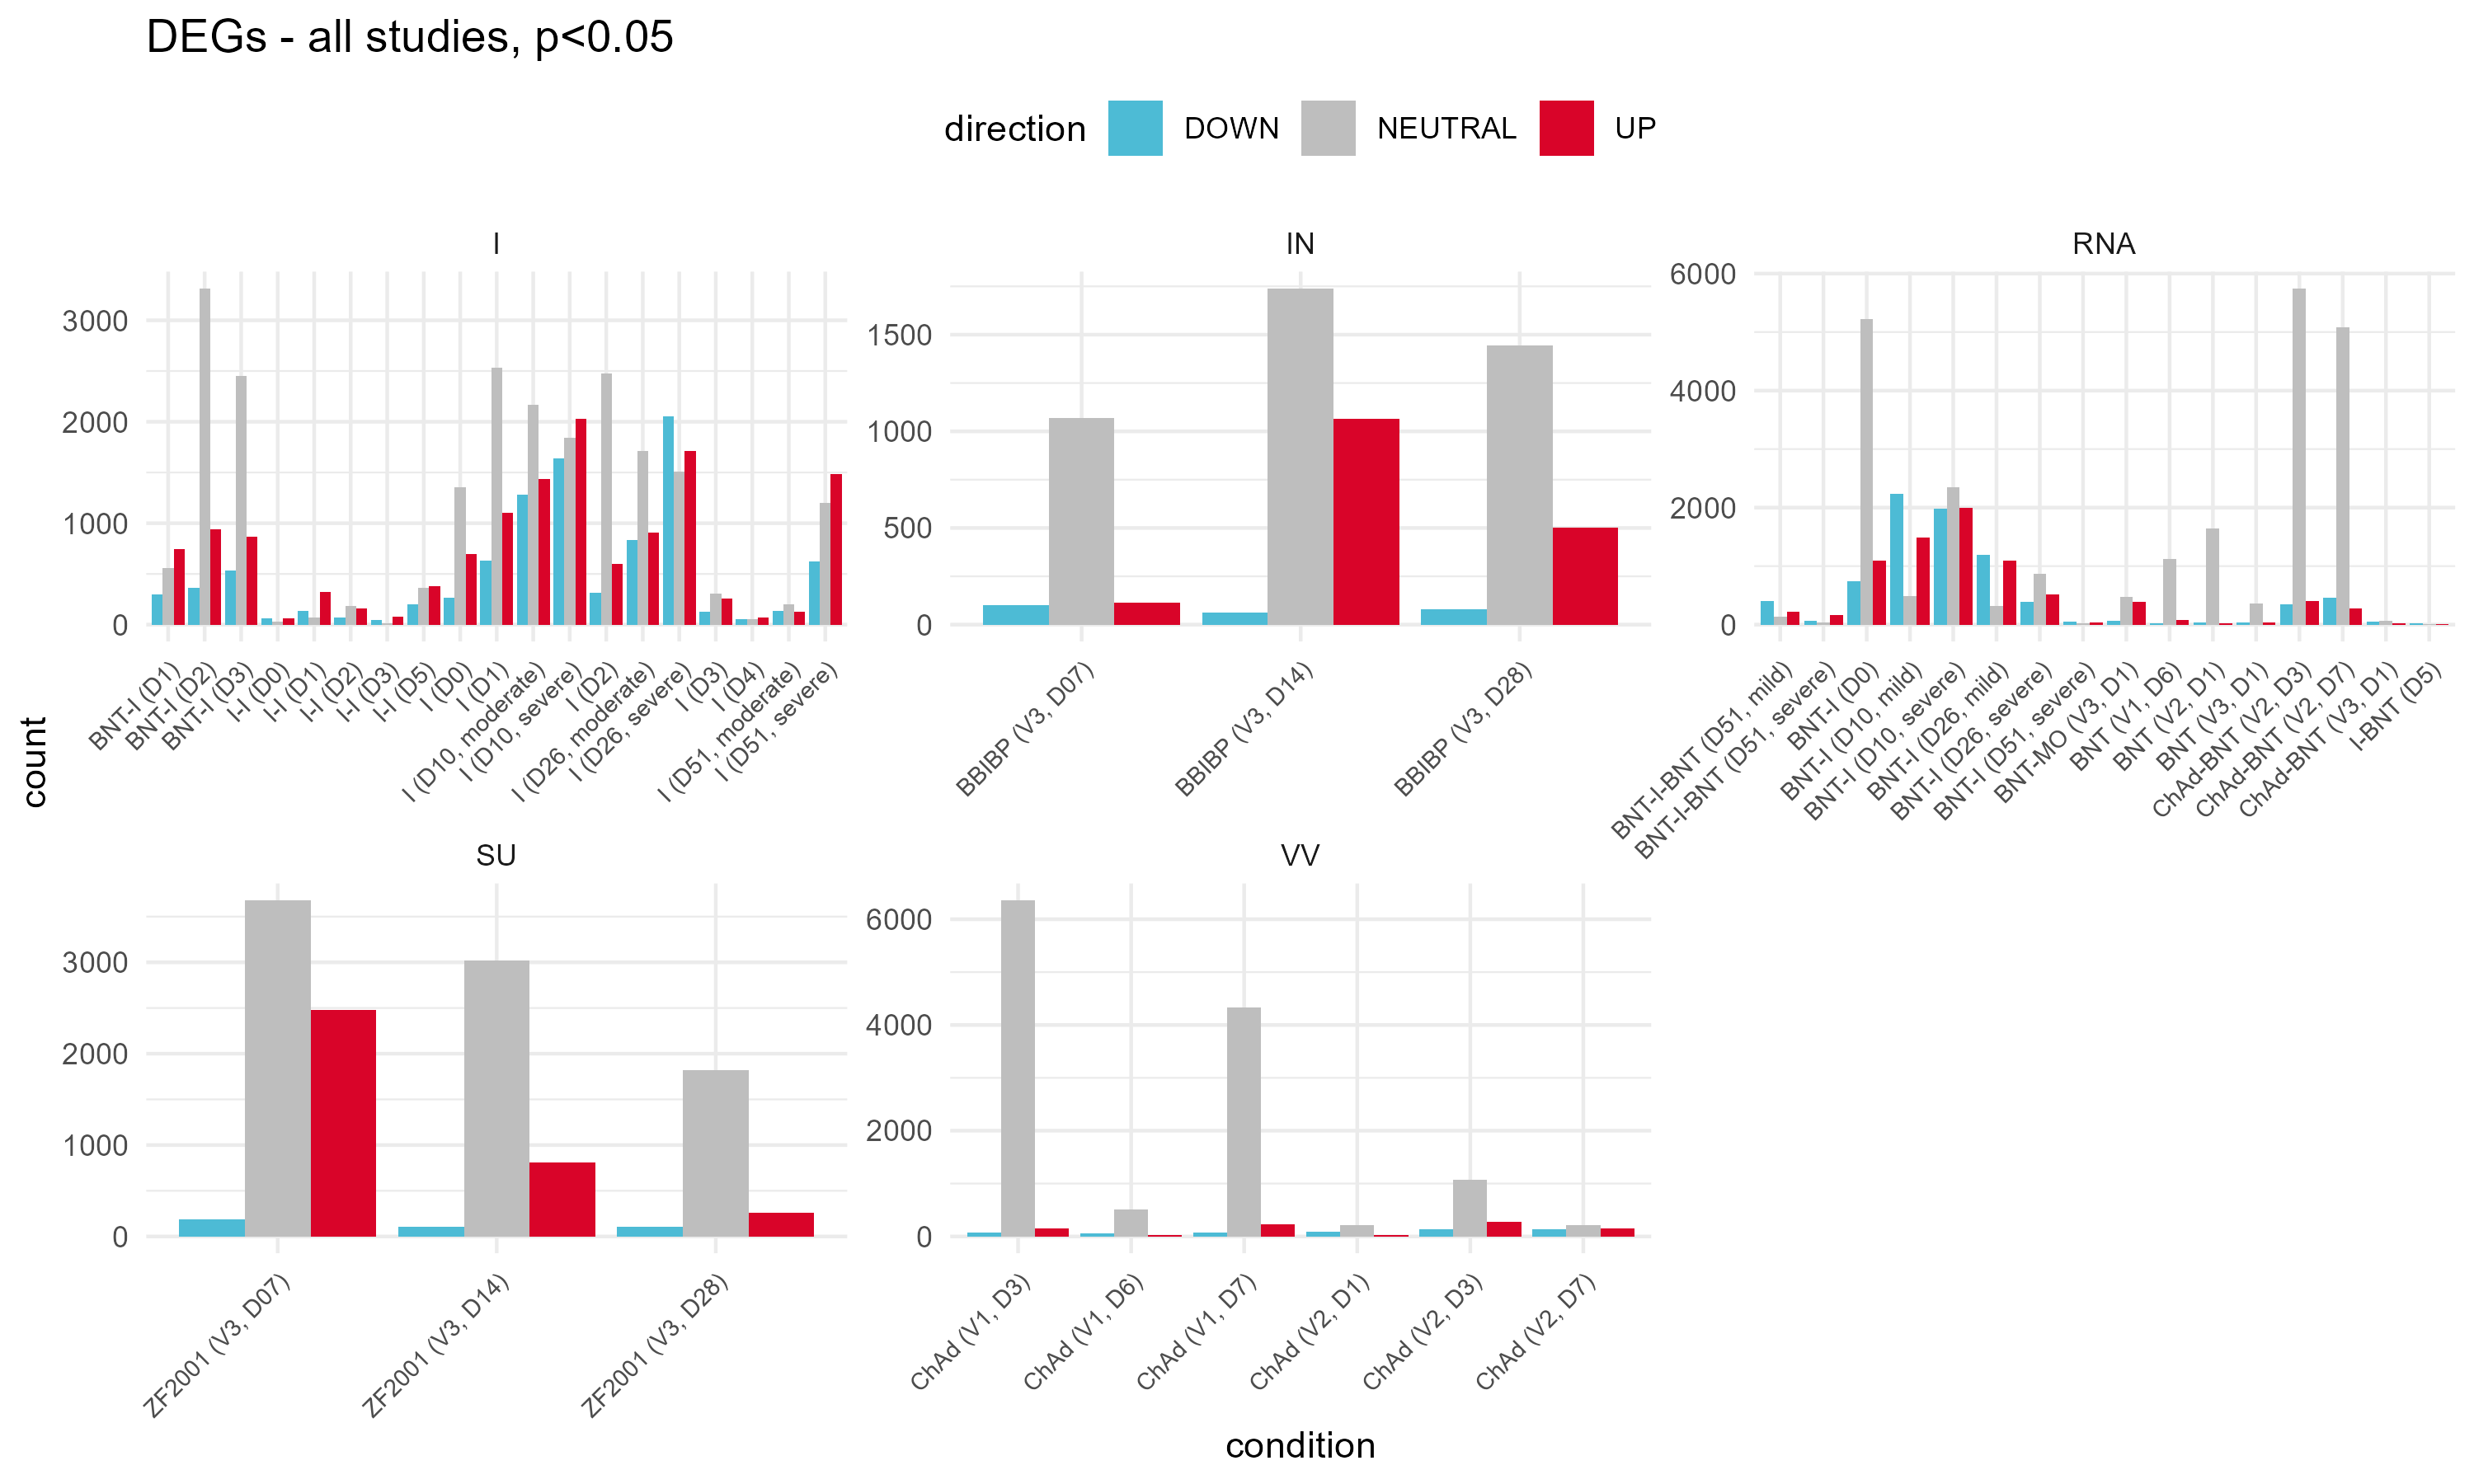 DEGs - all studies, p<0.05
direction DOWN NEUTRAL UP
I
3000
2000
1000
0
BNT-I (D1)
BNT-I (D2)
BNT-I (D3)
I-I (D0)
I-I (D1)
I-I (D2)
I-I (D3)
I-I (D5)
I (D0)
I (D1)
I (D10, moderate)
I (D10, severe)
I (D2)
I (D26, moderate)
I (D26, severe)
I (D3)
I (D4)
I (D51, moderate)
I (D51, severe)
IN
1500
1000
500
0
BBIBP (V3, D07)
BBIBP (V3, D14)
BBIBP (V3, D28)
RNA
6000
4000
2000
0
BNT-I-BNT (D51, mild)
BNT-I-BNT (D51, severe)
BNT-I (D0)
BNT-I (D10, mild)
BNT-I (D10, severe)
BNT-I (D26, mild)
BNT-I (D26, severe)
BNT-I (D51, severe)
BNT-MO (V3, D1)
BNT (V1, D6)
BNT (V2, D1)
BNT (V3, D1)
ChAd-BNT (V2, D3)
ChAd-BNT (V2, D7)
ChAd-BNT (V3, D1)
I-BNT (D5)
count
SU
3000
2000
1000
0
ZF2001 (V3, D07)
ZF2001 (V3, D14)
ZF2001 (V3, D28)
VV
6000
4000
2000
0
ChAd (V1, D3)
ChAd (V1, D6)
ChAd (V1, D7)
ChAd (V2, D1)
ChAd (V2, D3)
ChAd (V2, D7)
condition